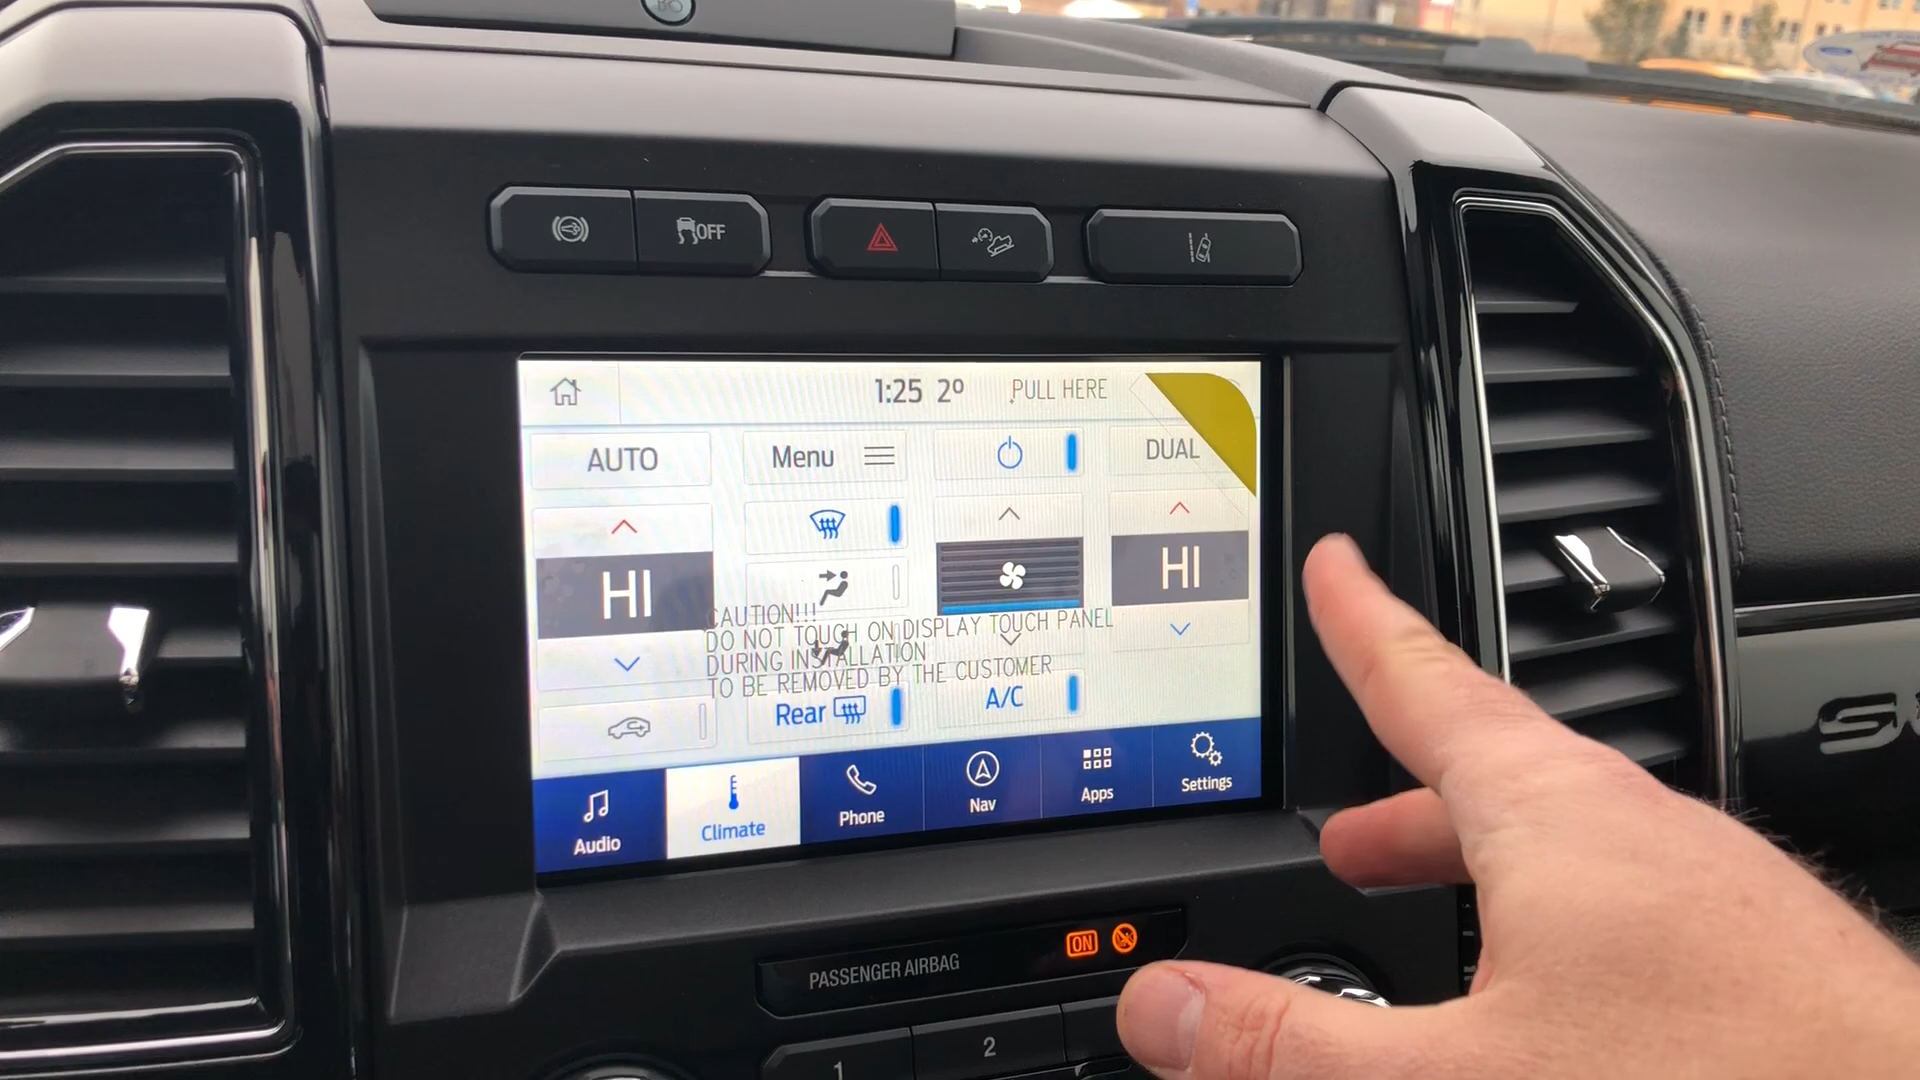 OFF
1:25 2º PULL HERE
AUTO
Menu
DUAL
HI
HI
CAUTION!!!
DO NOT TOUCH ON DISPLAY TOUCH PANEL
DURING INSTALLATION
TO BE REMOVED BY THE CUSTOMER
Rear
A/C
Audio
Climate
Phone
Nav
Apps
Settings
PASSENGER AIRBAG
ON
1
2